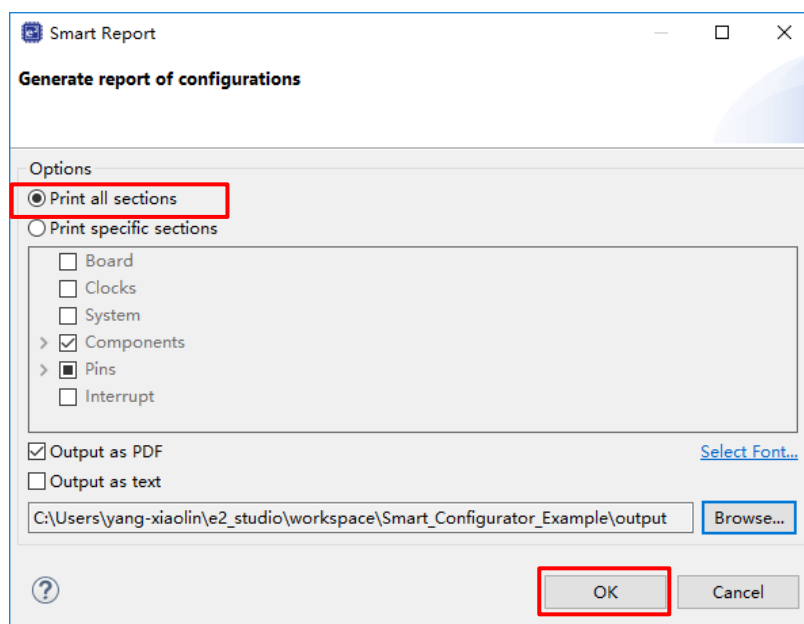 Smart Report
Generate report of configurations
Options
Print all sections
Print specific sections
Board
Clocks
System
Components
Pins
Interrupt
Output as PDF
Select Font...
Output as text
C:\Users\yang-xiaolin\e2_studio\workspace\Smart_Configurator_Example\output
Browse...
OK
Cancel